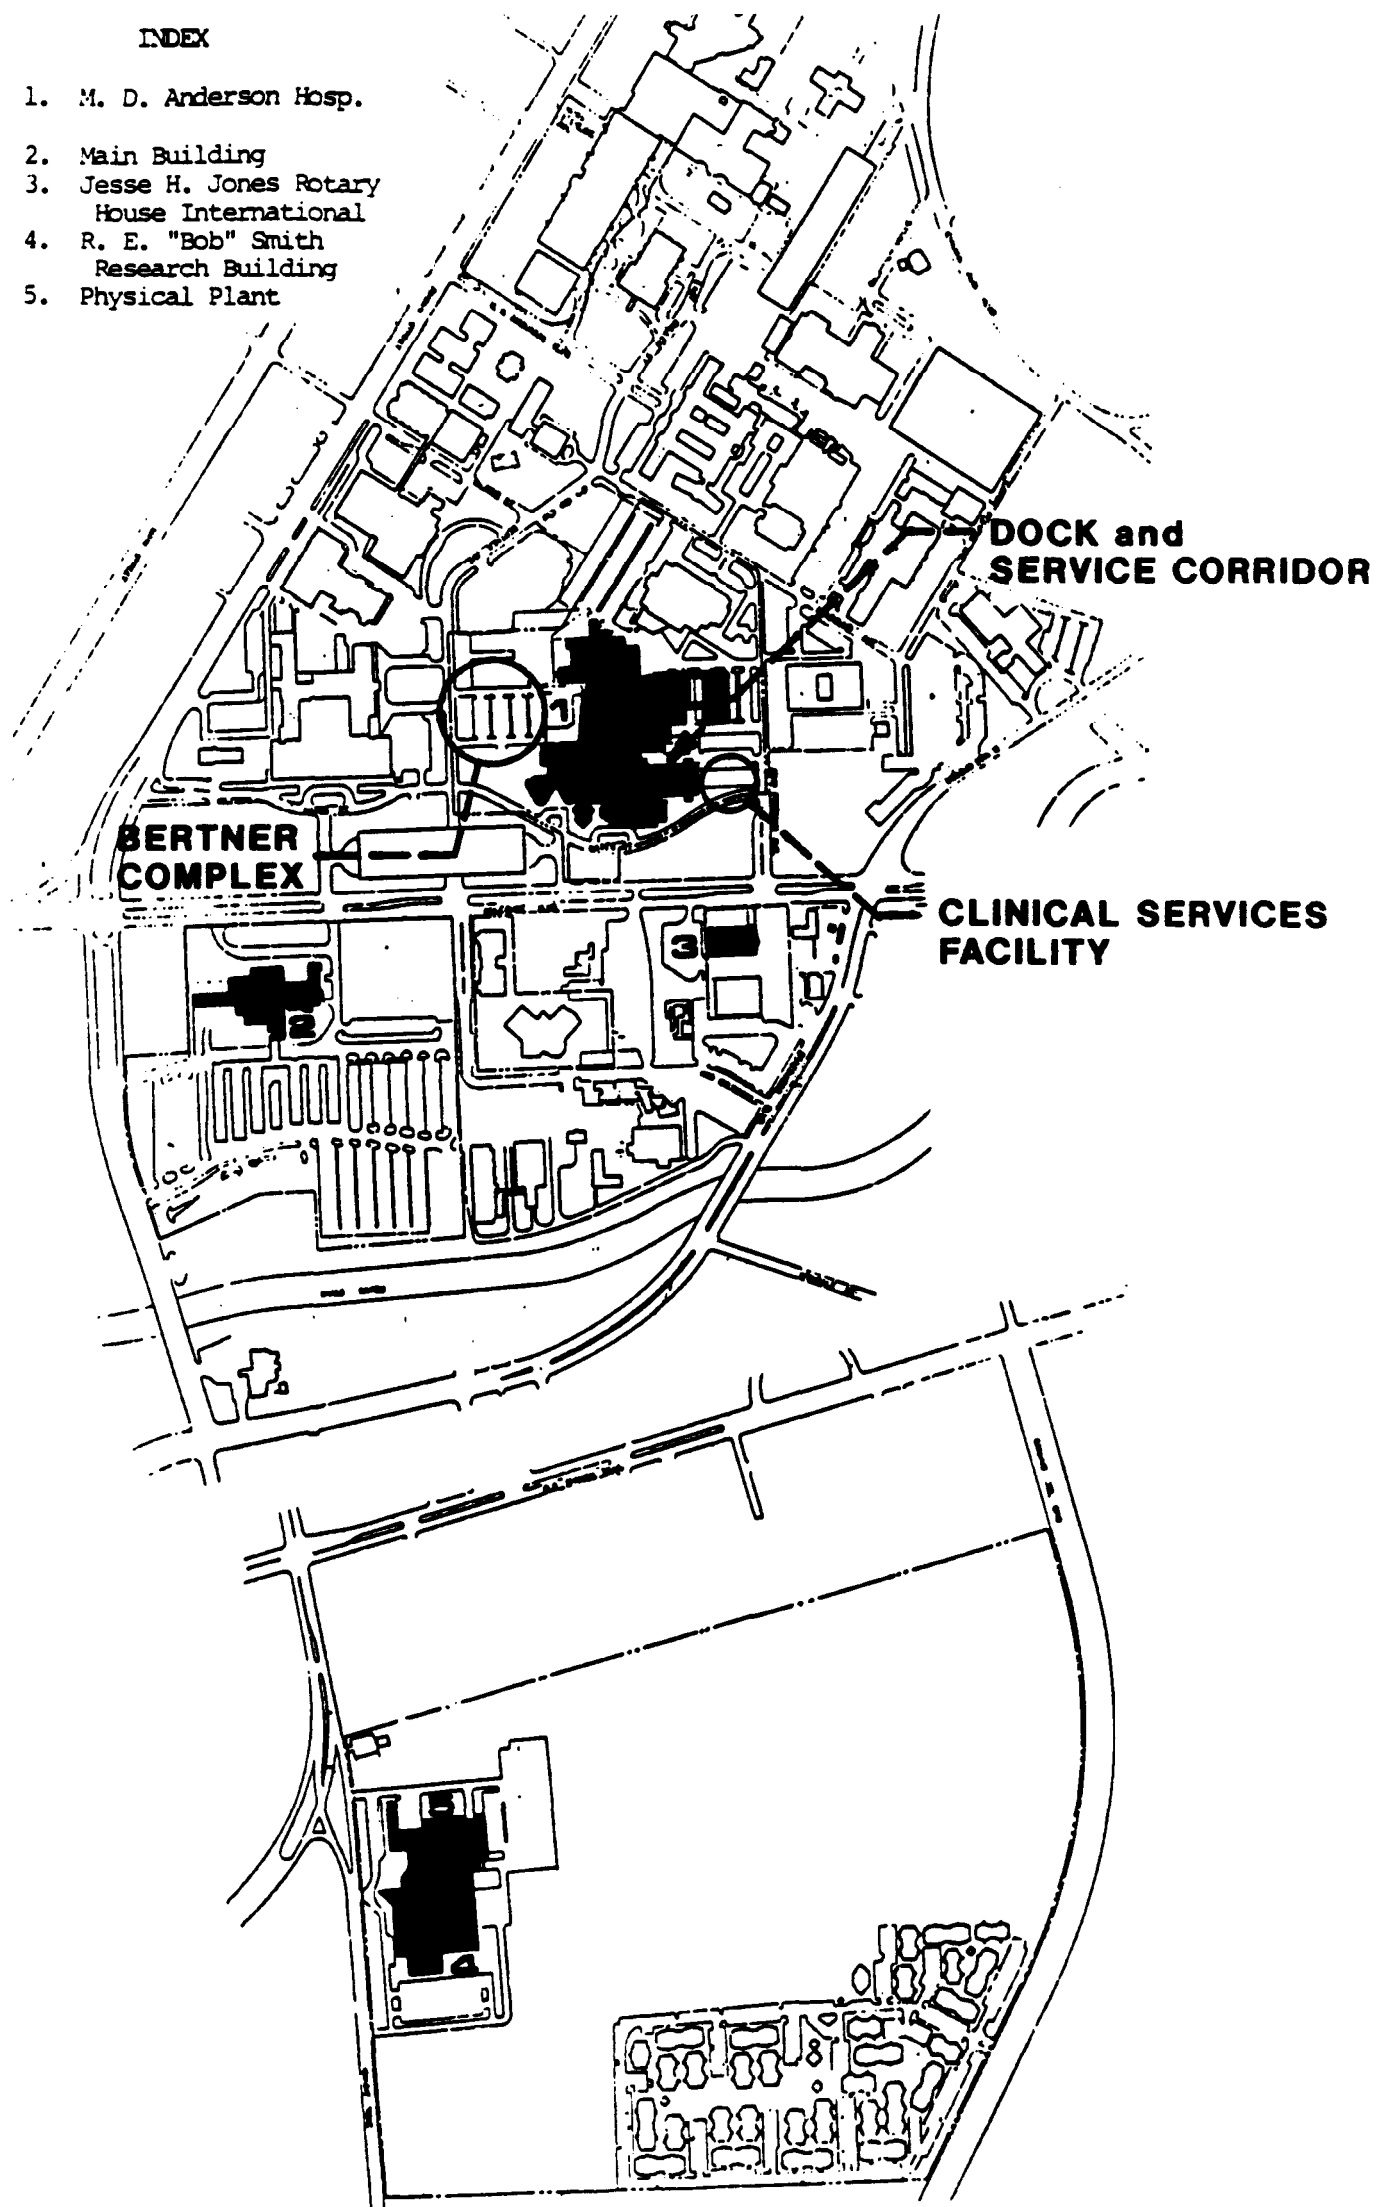 INDEX
1. M. D. Anderson Hosp.
2. Main Building
3. Jesse H. Jones Rotary
House International
4. R. E. "Bob" Smith
Research Building
5. Physical Plant
DOCK and
SERVICE CORRIDOR
1
BERTNER
COMPLEX
CLINICAL SERVICES
FACILITY
3
2
5
4